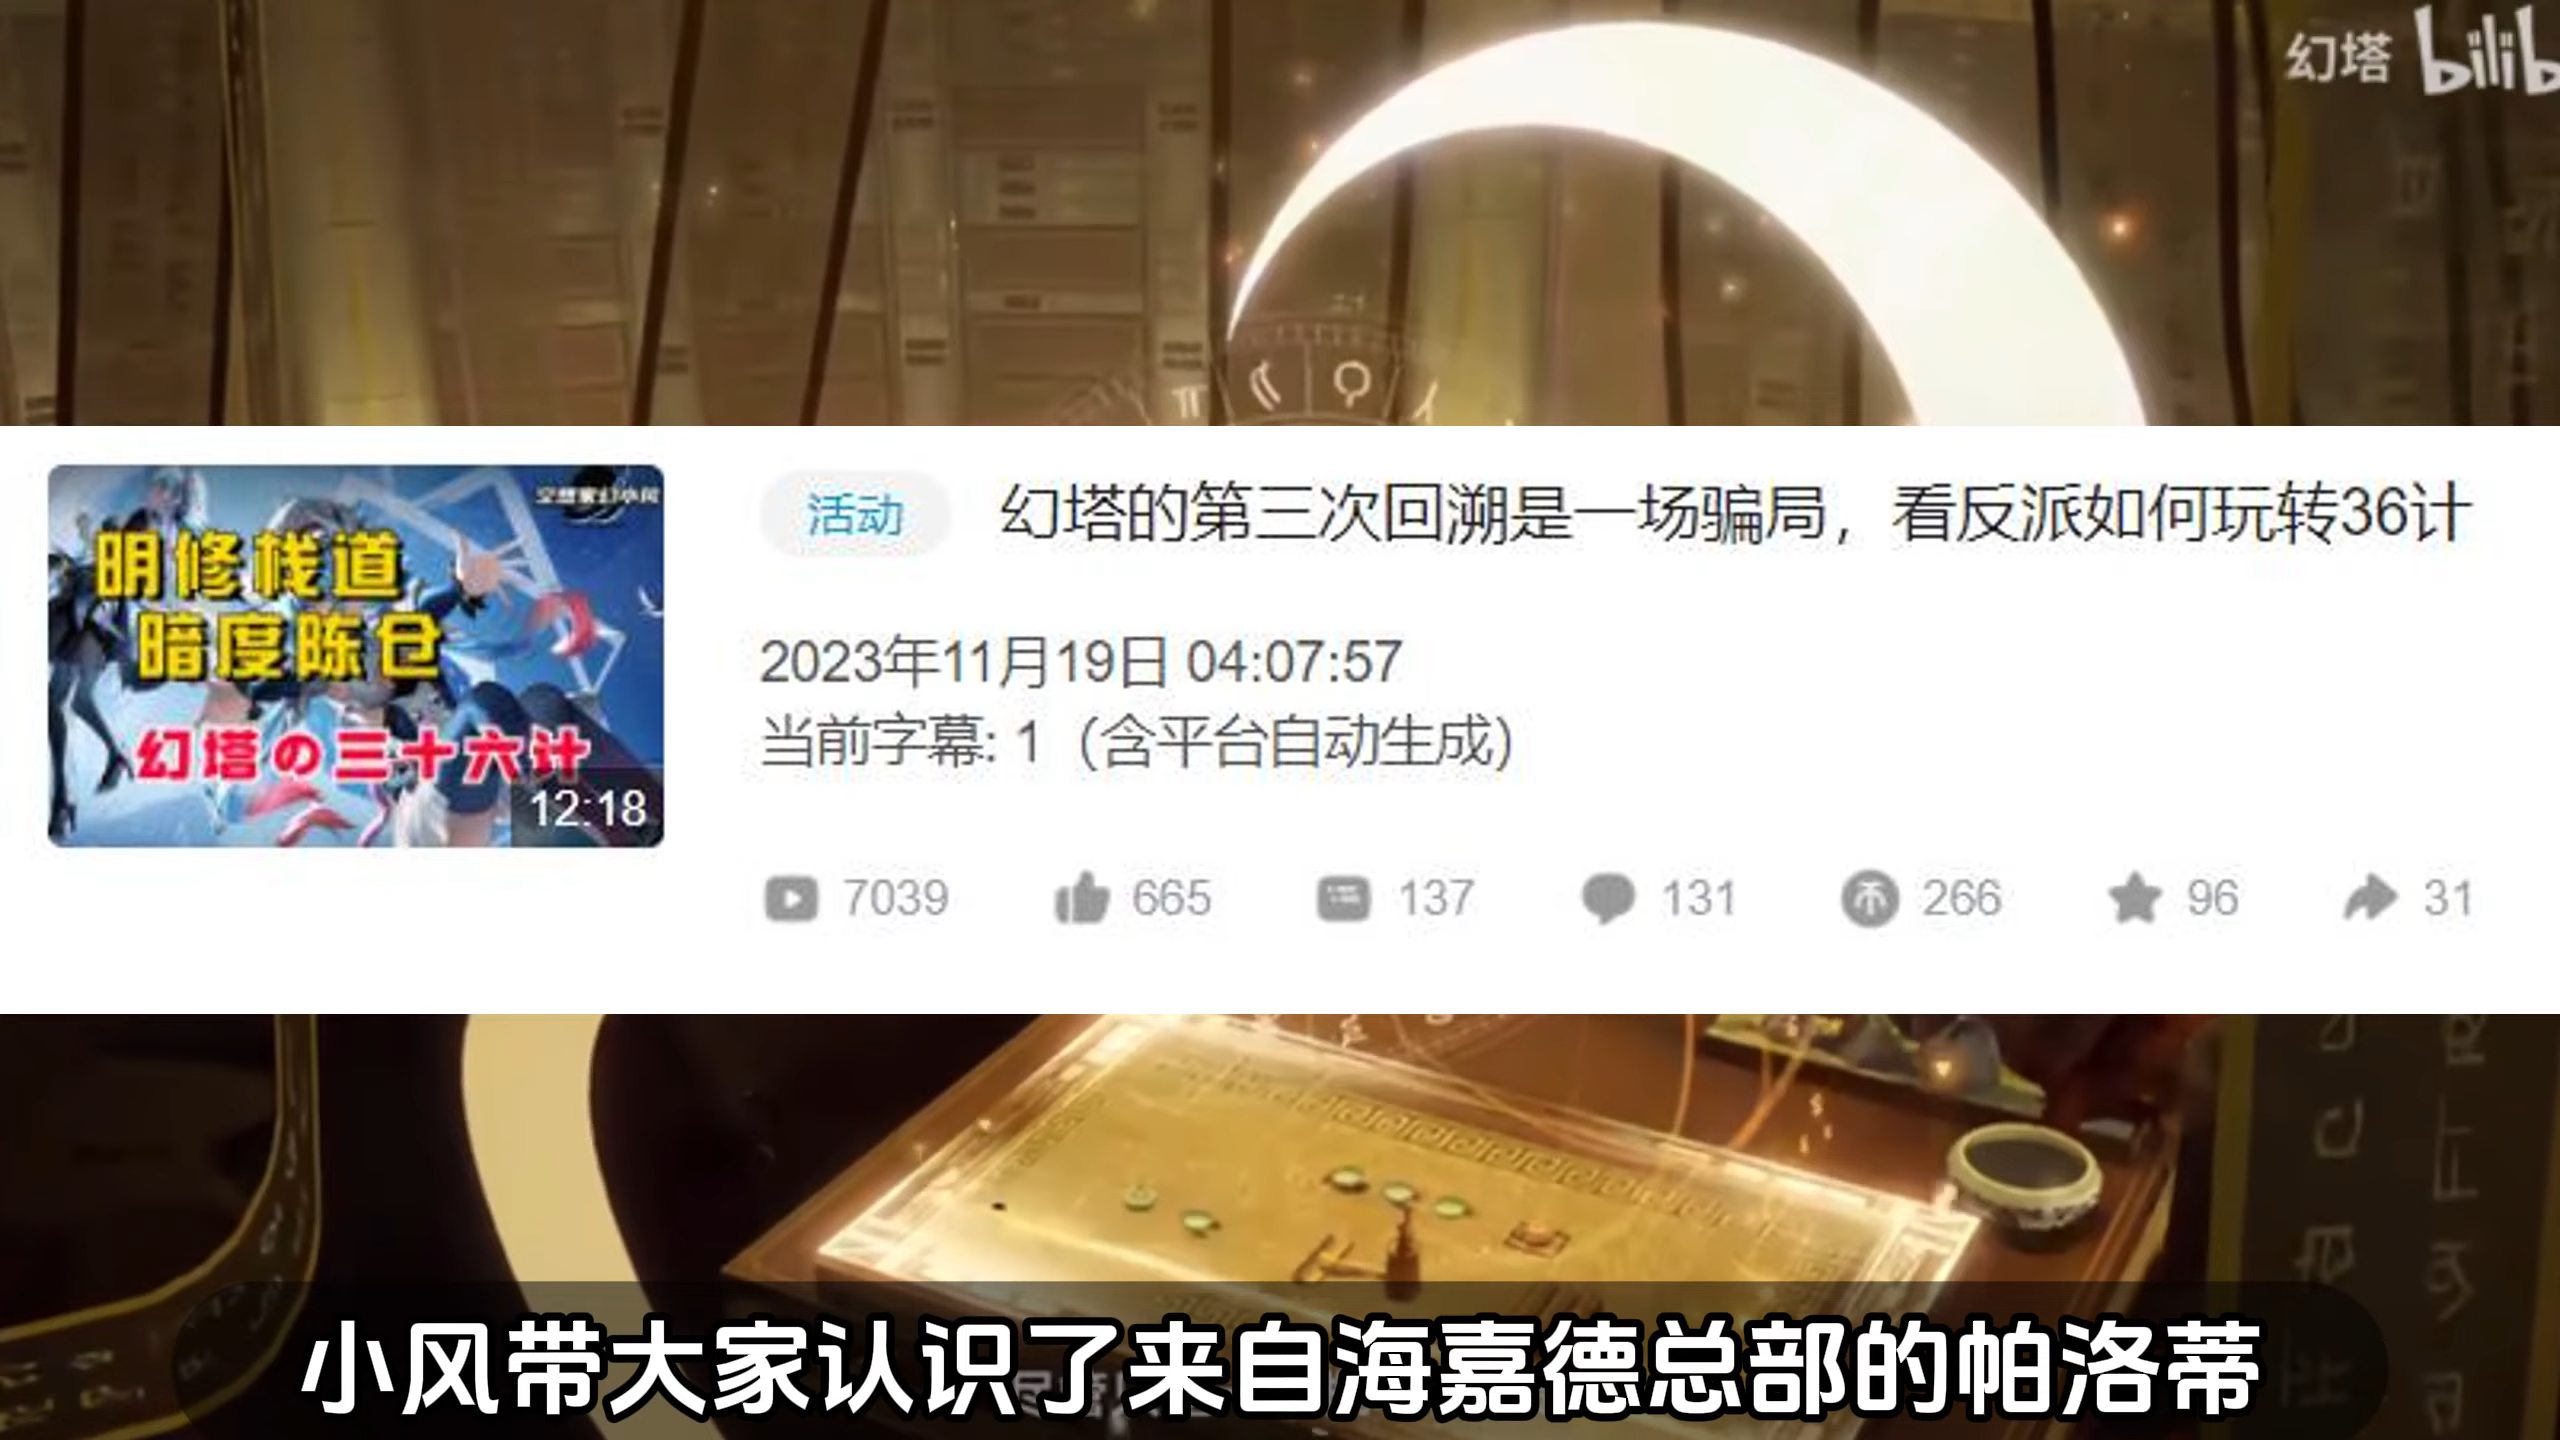 幻塔 bilib
明修栈道
暗度陈仓
幻塔の三十六计
12:18
活动 幻塔的第三次回溯是一场骗局，看反派如何玩转36计
2023年11月19日 04:07:57
当前字幕: 1（含平台自动生成）
7039 665 137 131 266 96 31
小风带大家认识了来自海嘉德总部的帕洛蒂